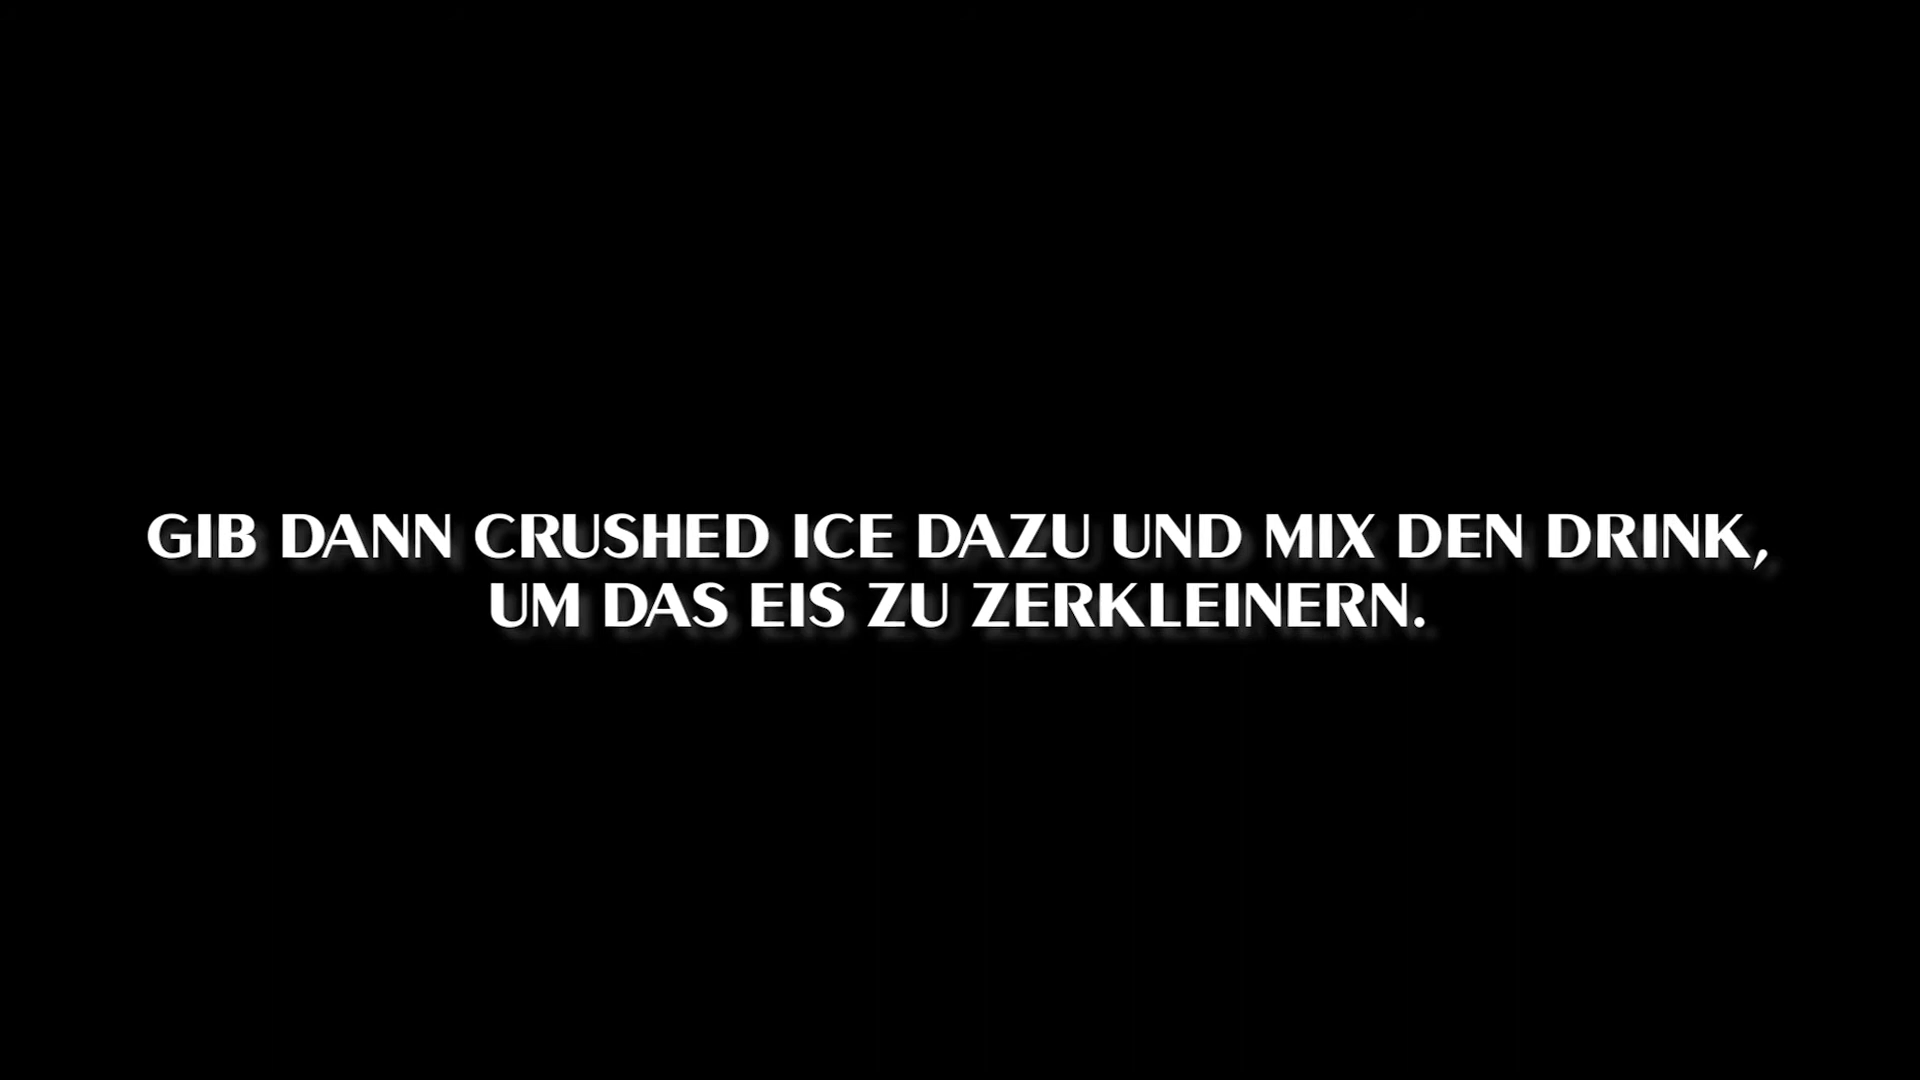 GIB DANN CRUSHED ICE DAZU UND MIX DEN DRINK,
UM DAS EIS ZU ZERKLEINERN.